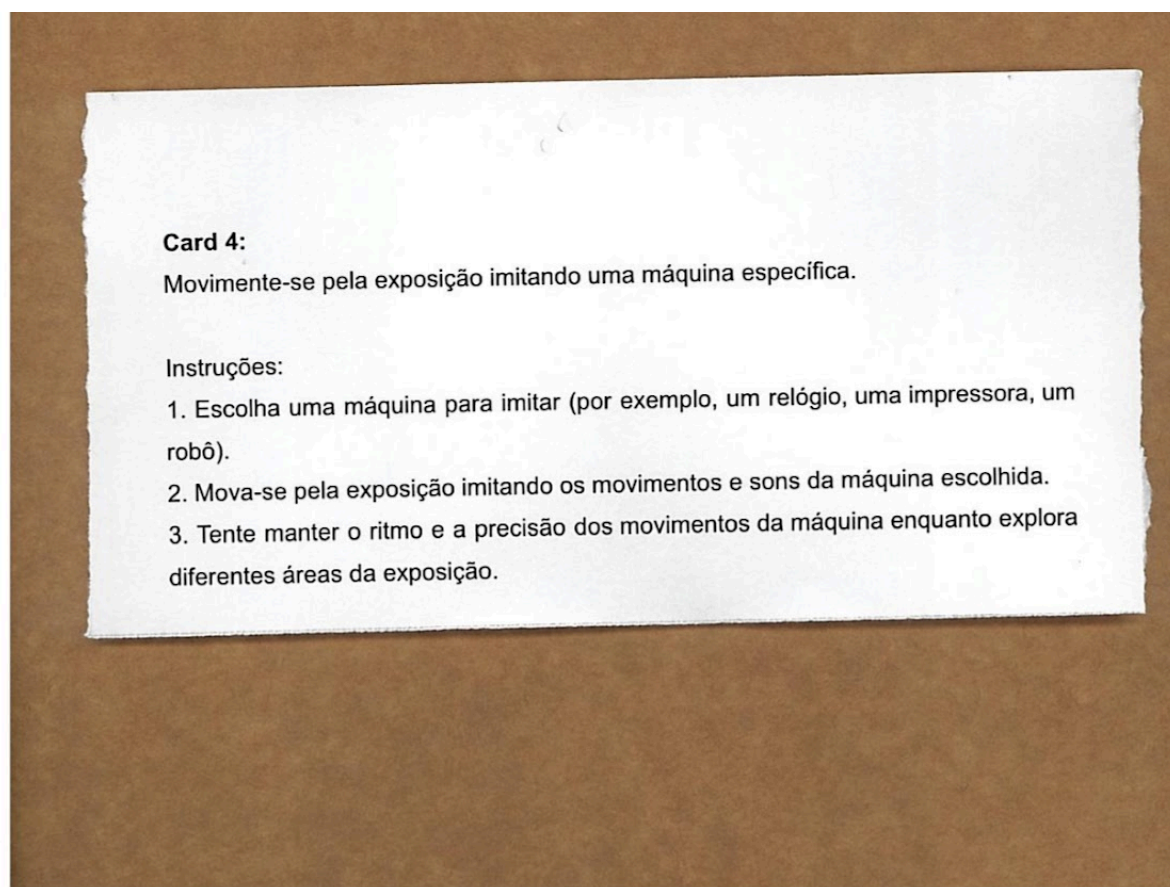 Card 4:
Movimente-se pela exposição imitando uma máquina específica.
Instruções:
1. Escolha uma máquina para imitar (por exemplo, um relógio, uma impressora, um
robô).
2. Mova-se pela exposição imitando os movimentos e sons da máquina escolhida.
3. Tente manter o ritmo e a precisão dos movimentos da máquina enquanto explora
diferentes áreas da exposição.